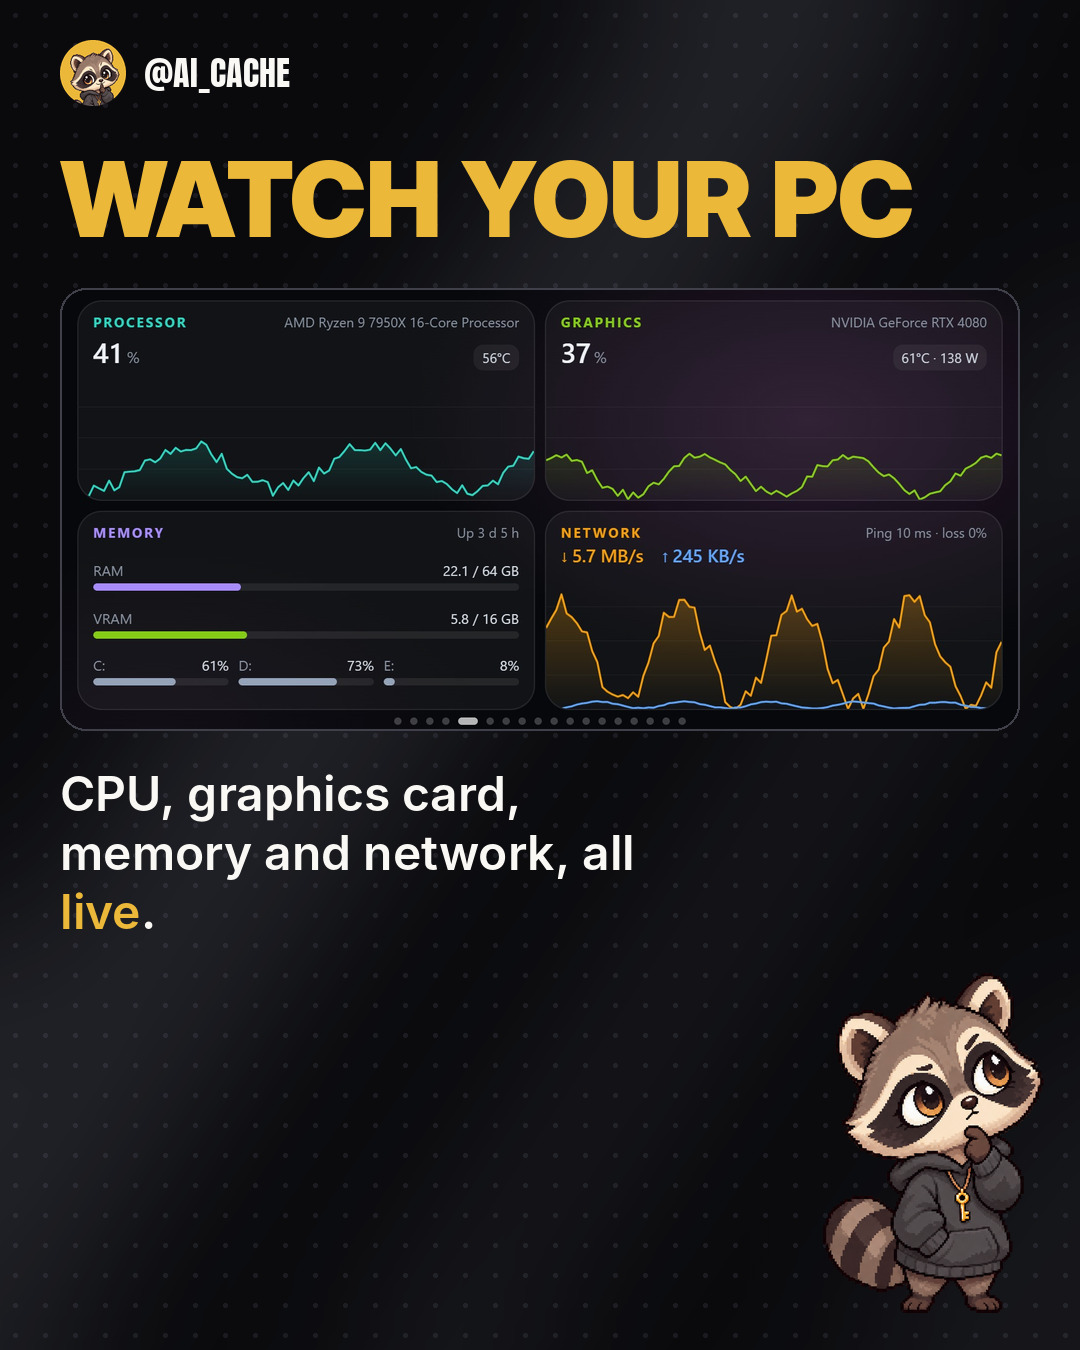 @AI_CACHE
WATCH YOUR PC
PROCESSOR AMD Ryzen 9 7950X 16-Core Processor
41 % 56°C
GRAPHICS NVIDIA GeForce RTX 4080
37 % 61°C · 138 W
MEMORY Up 3 d 5 h
RAM 22.1 / 64 GB
VRAM 5.8 / 16 GB
C: 61% D: 73% E: 8%
NETWORK Ping 10 ms · loss 0%
↓ 5.7 MB/s ↑ 245 KB/s
CPU, graphics card,
memory and network, all
live.